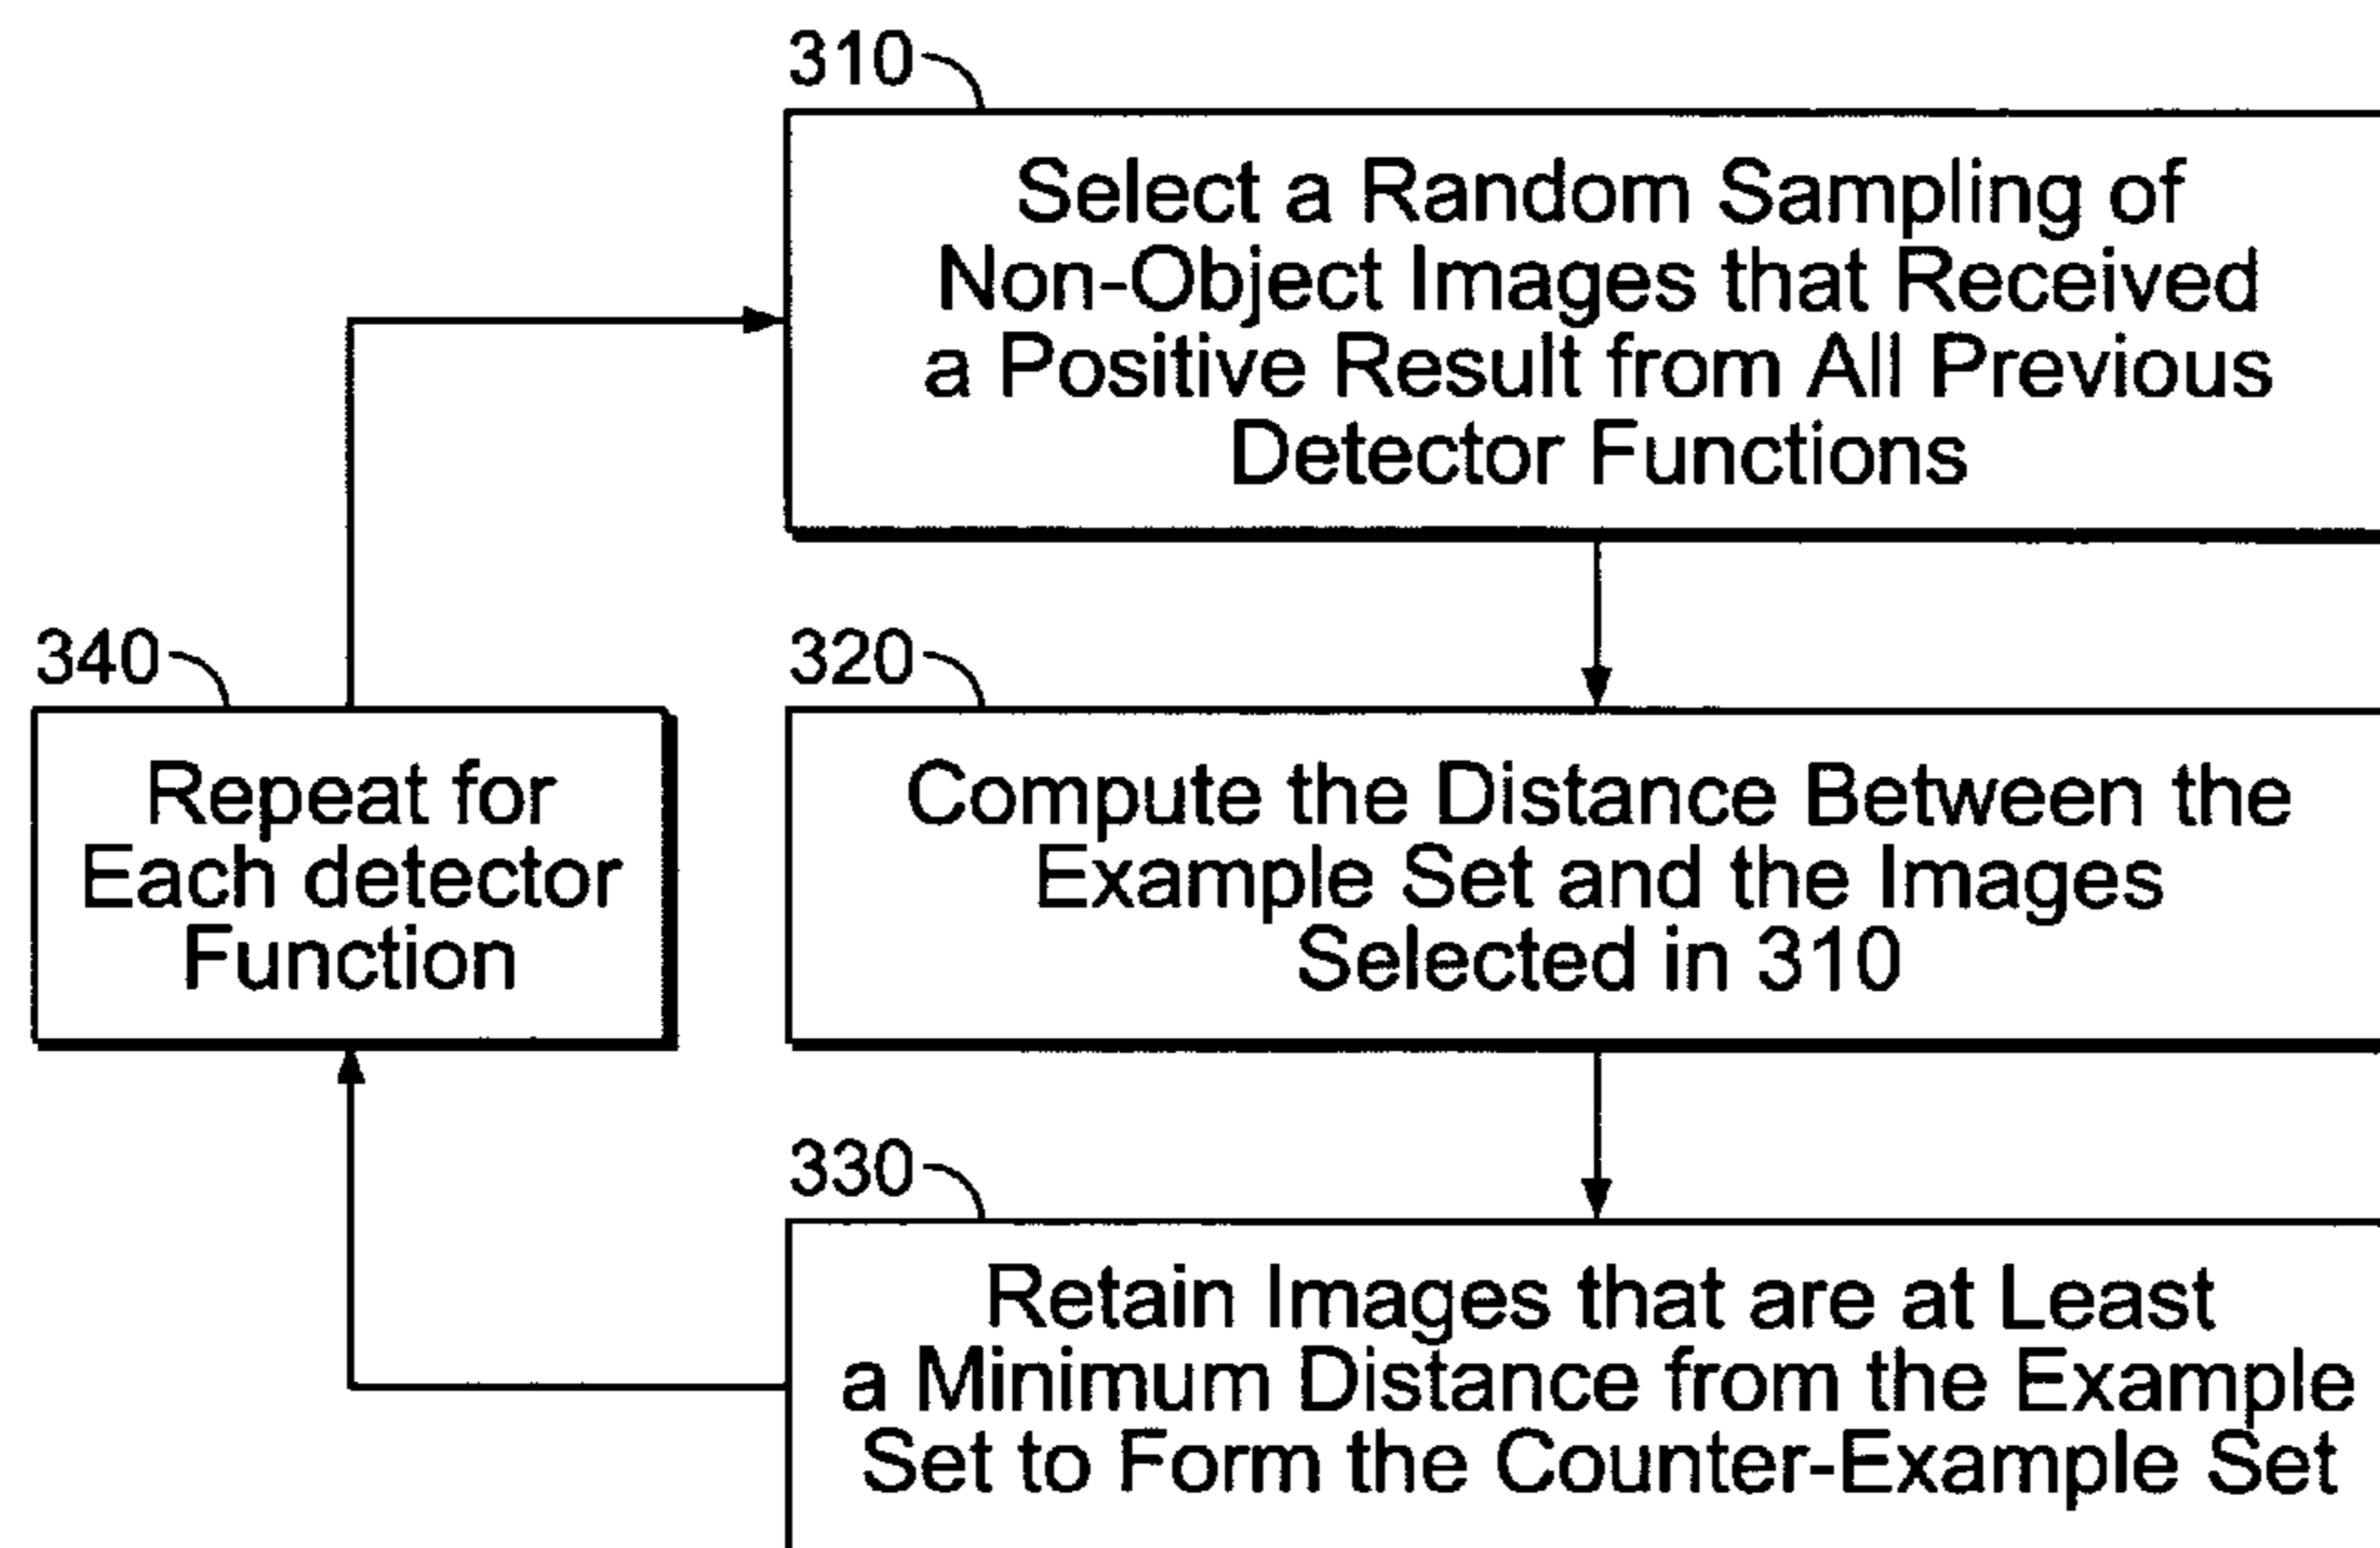 310
Select a Random Sampling of
Non-Object Images that Received
a Positive Result from All Previous
Detector Functions
340
Repeat for
Each detector
Function
320
Compute the Distance Between the
Example Set and the Images
Selected in 310
330
Retain Images that are at Least
a Minimum Distance from the Example
Set to Form the Counter-Example Set